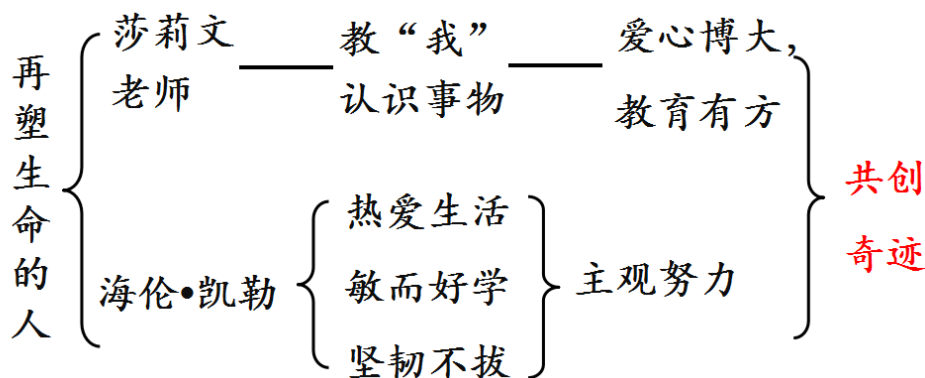 再塑生命的人
莎莉文
老师
教“我”
认识事物
爱心博大，
教育有方
海伦•凯勒
热爱生活
敏而好学
坚韧不拔
主观努力
共创
奇迹